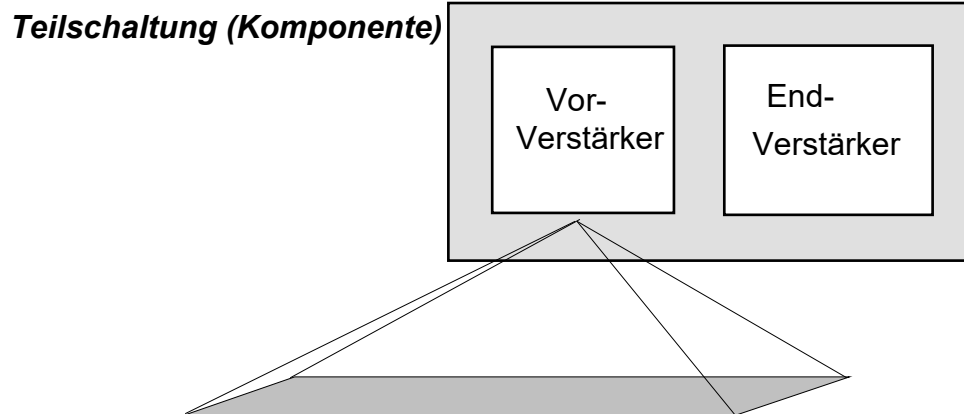 Teilschaltung (Komponente)
Vor-
Verstärker
End-
Verstärker